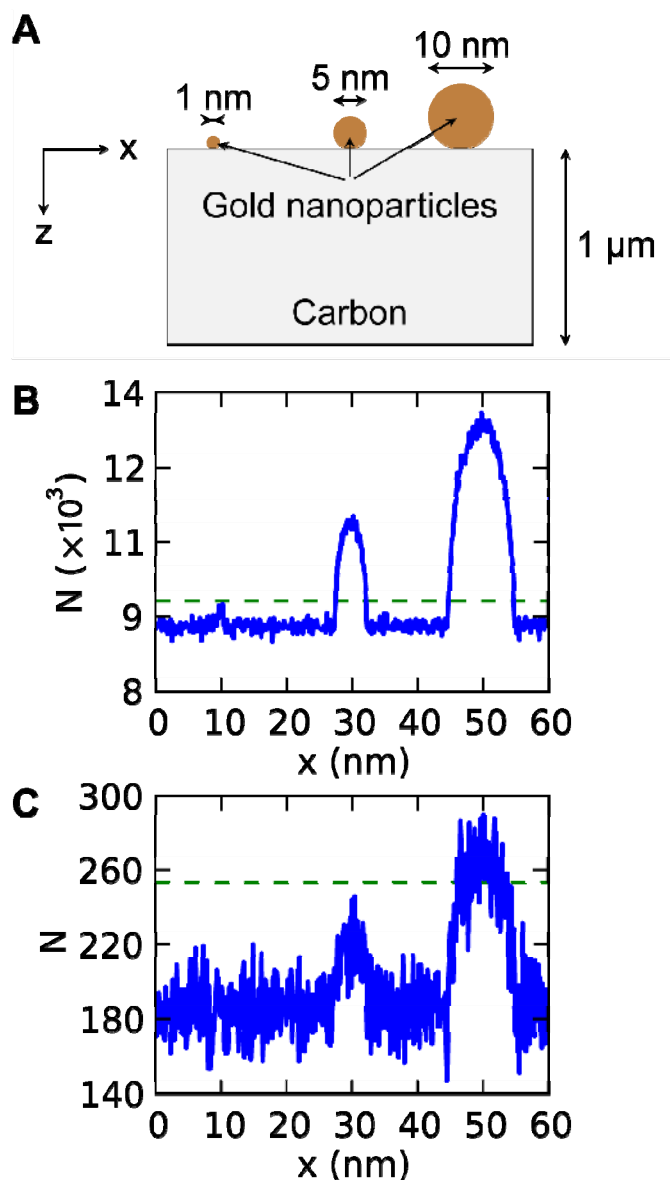 A
10 nm
5 nm
1 nm
x
z
Gold nanoparticles
1 μm
Carbon
B
14
12
11
9
8
N (×10³)
0 10 20 30 40 50 60
x (nm)
C
300
260
220
180
140
N
0 10 20 30 40 50 60
x (nm)